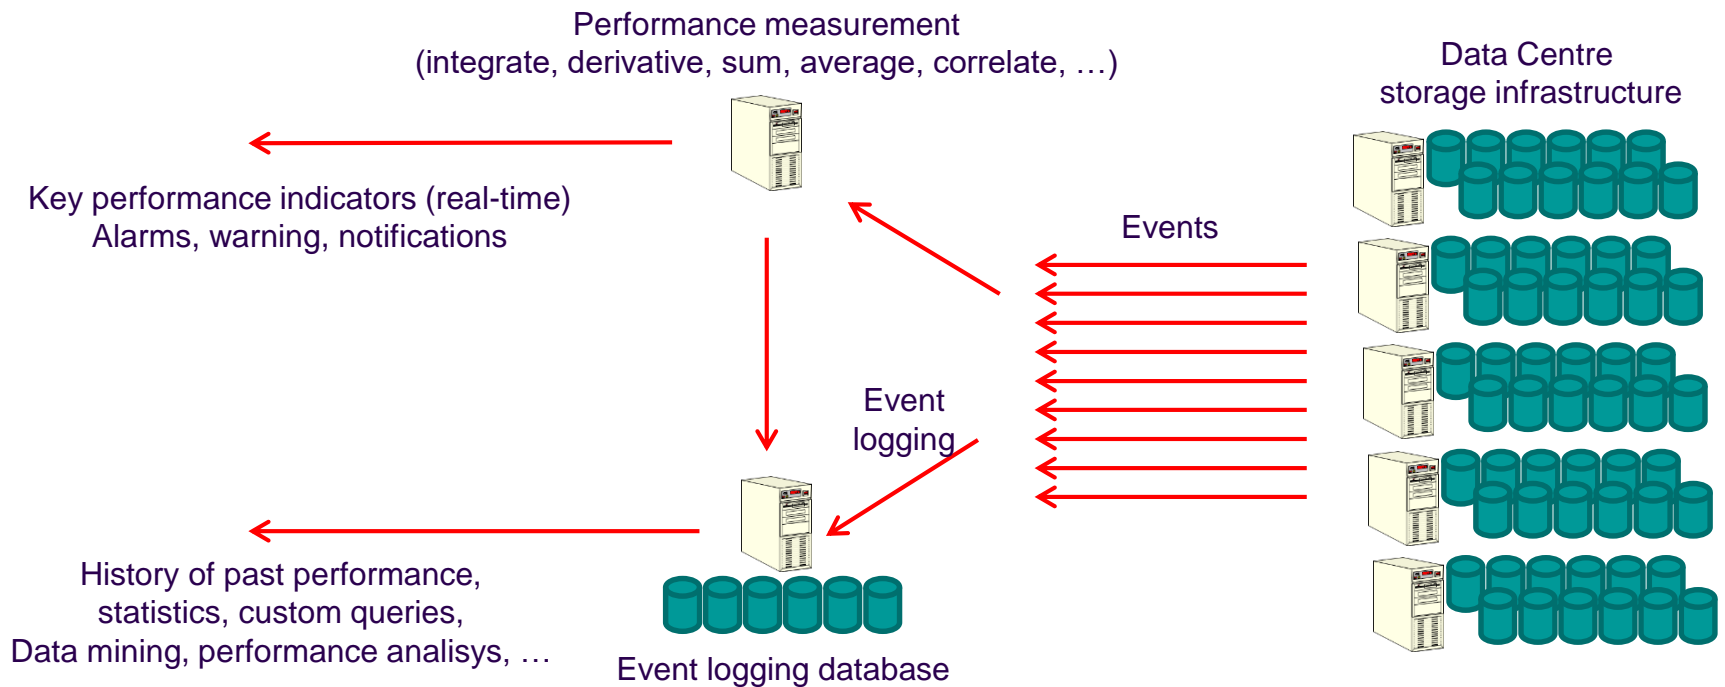 Performance measurement
(integrate, derivative, sum, average, correlate, …)
Data Centre
storage infrastructure
Key performance indicators (real-time)
Alarms, warning, notifications
Events
Event
logging
History of past performance,
statistics, custom queries,
Data mining, performance analisys, …
Event logging database